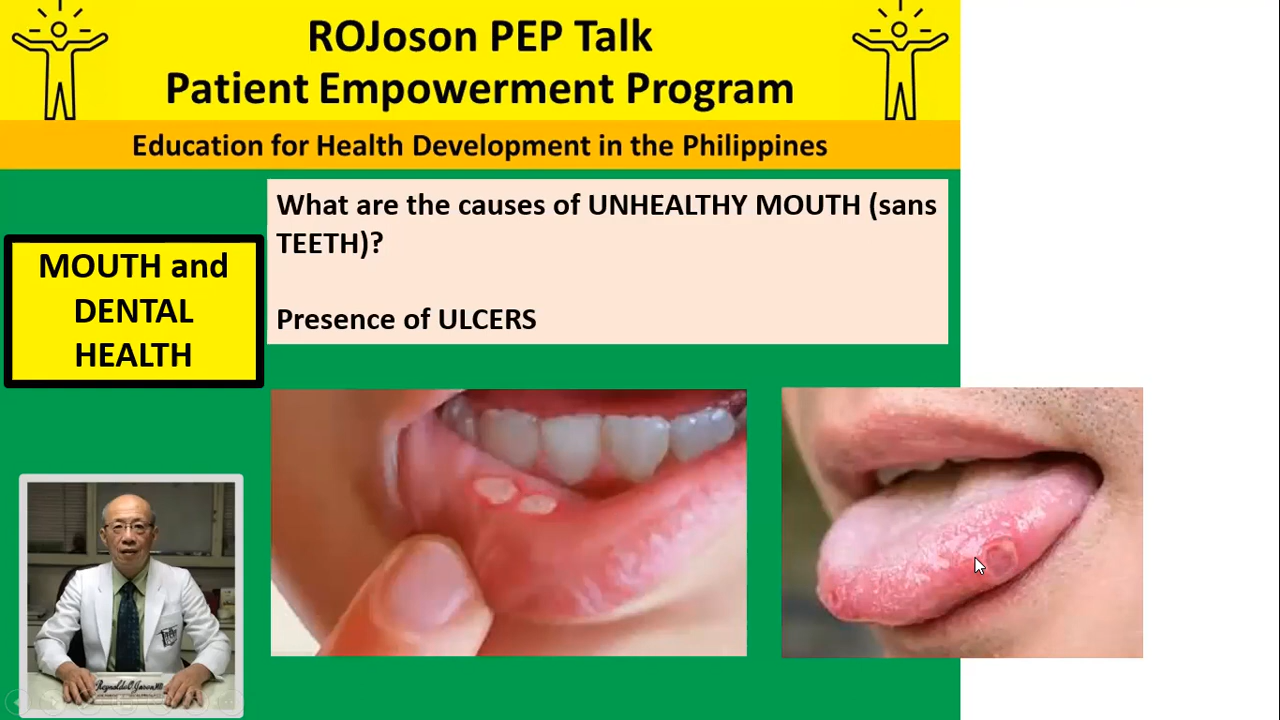 ROJoson PEP Talk
Patient Empowerment Program
Education for Health Development in the Philippines
What are the causes of UNHEALTHY MOUTH (sans
TEETH)?
Presence of ULCERS
MOUTH and
DENTAL
HEALTH